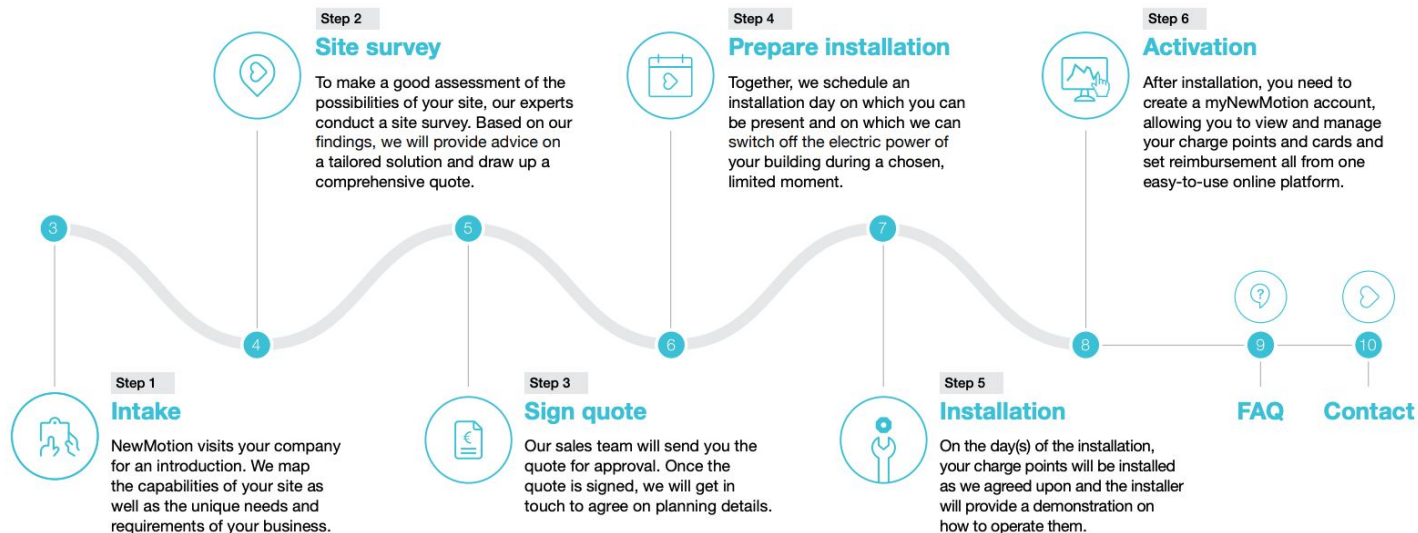 Step 2
Site survey
To make a good assessment of the
possibilities of your site, our experts
conduct a site survey. Based on our
findings, we will provide advice on
a tailored solution and draw up a
comprehensive quote.
Step 4
Prepare installation
Together, we schedule an
installation day on which you can
be present and on which we can
switch off the electric power of
your building during a chosen,
limited moment.
Step 6
Activation
After installation, you need to
create a myNewMotion account,
allowing you to view and manage
your charge points and cards and
set reimbursement all from one
easy-to-use online platform.
3
5
7
4
6
8
9
10
?
Step 1
Intake
NewMotion visits your company
for an introduction. We map
the capabilities of your site as
well as the unique needs and
requirements of your business.
Step 3
Sign quote
€
Our sales team will send you the
quote for approval. Once the
quote is signed, we will get in
touch to agree on planning details.
Step 5
Installation
On the day(s) of the installation,
your charge points will be installed
as we agreed upon and the installer
will provide a demonstration on
how to operate them.
FAQ
Contact